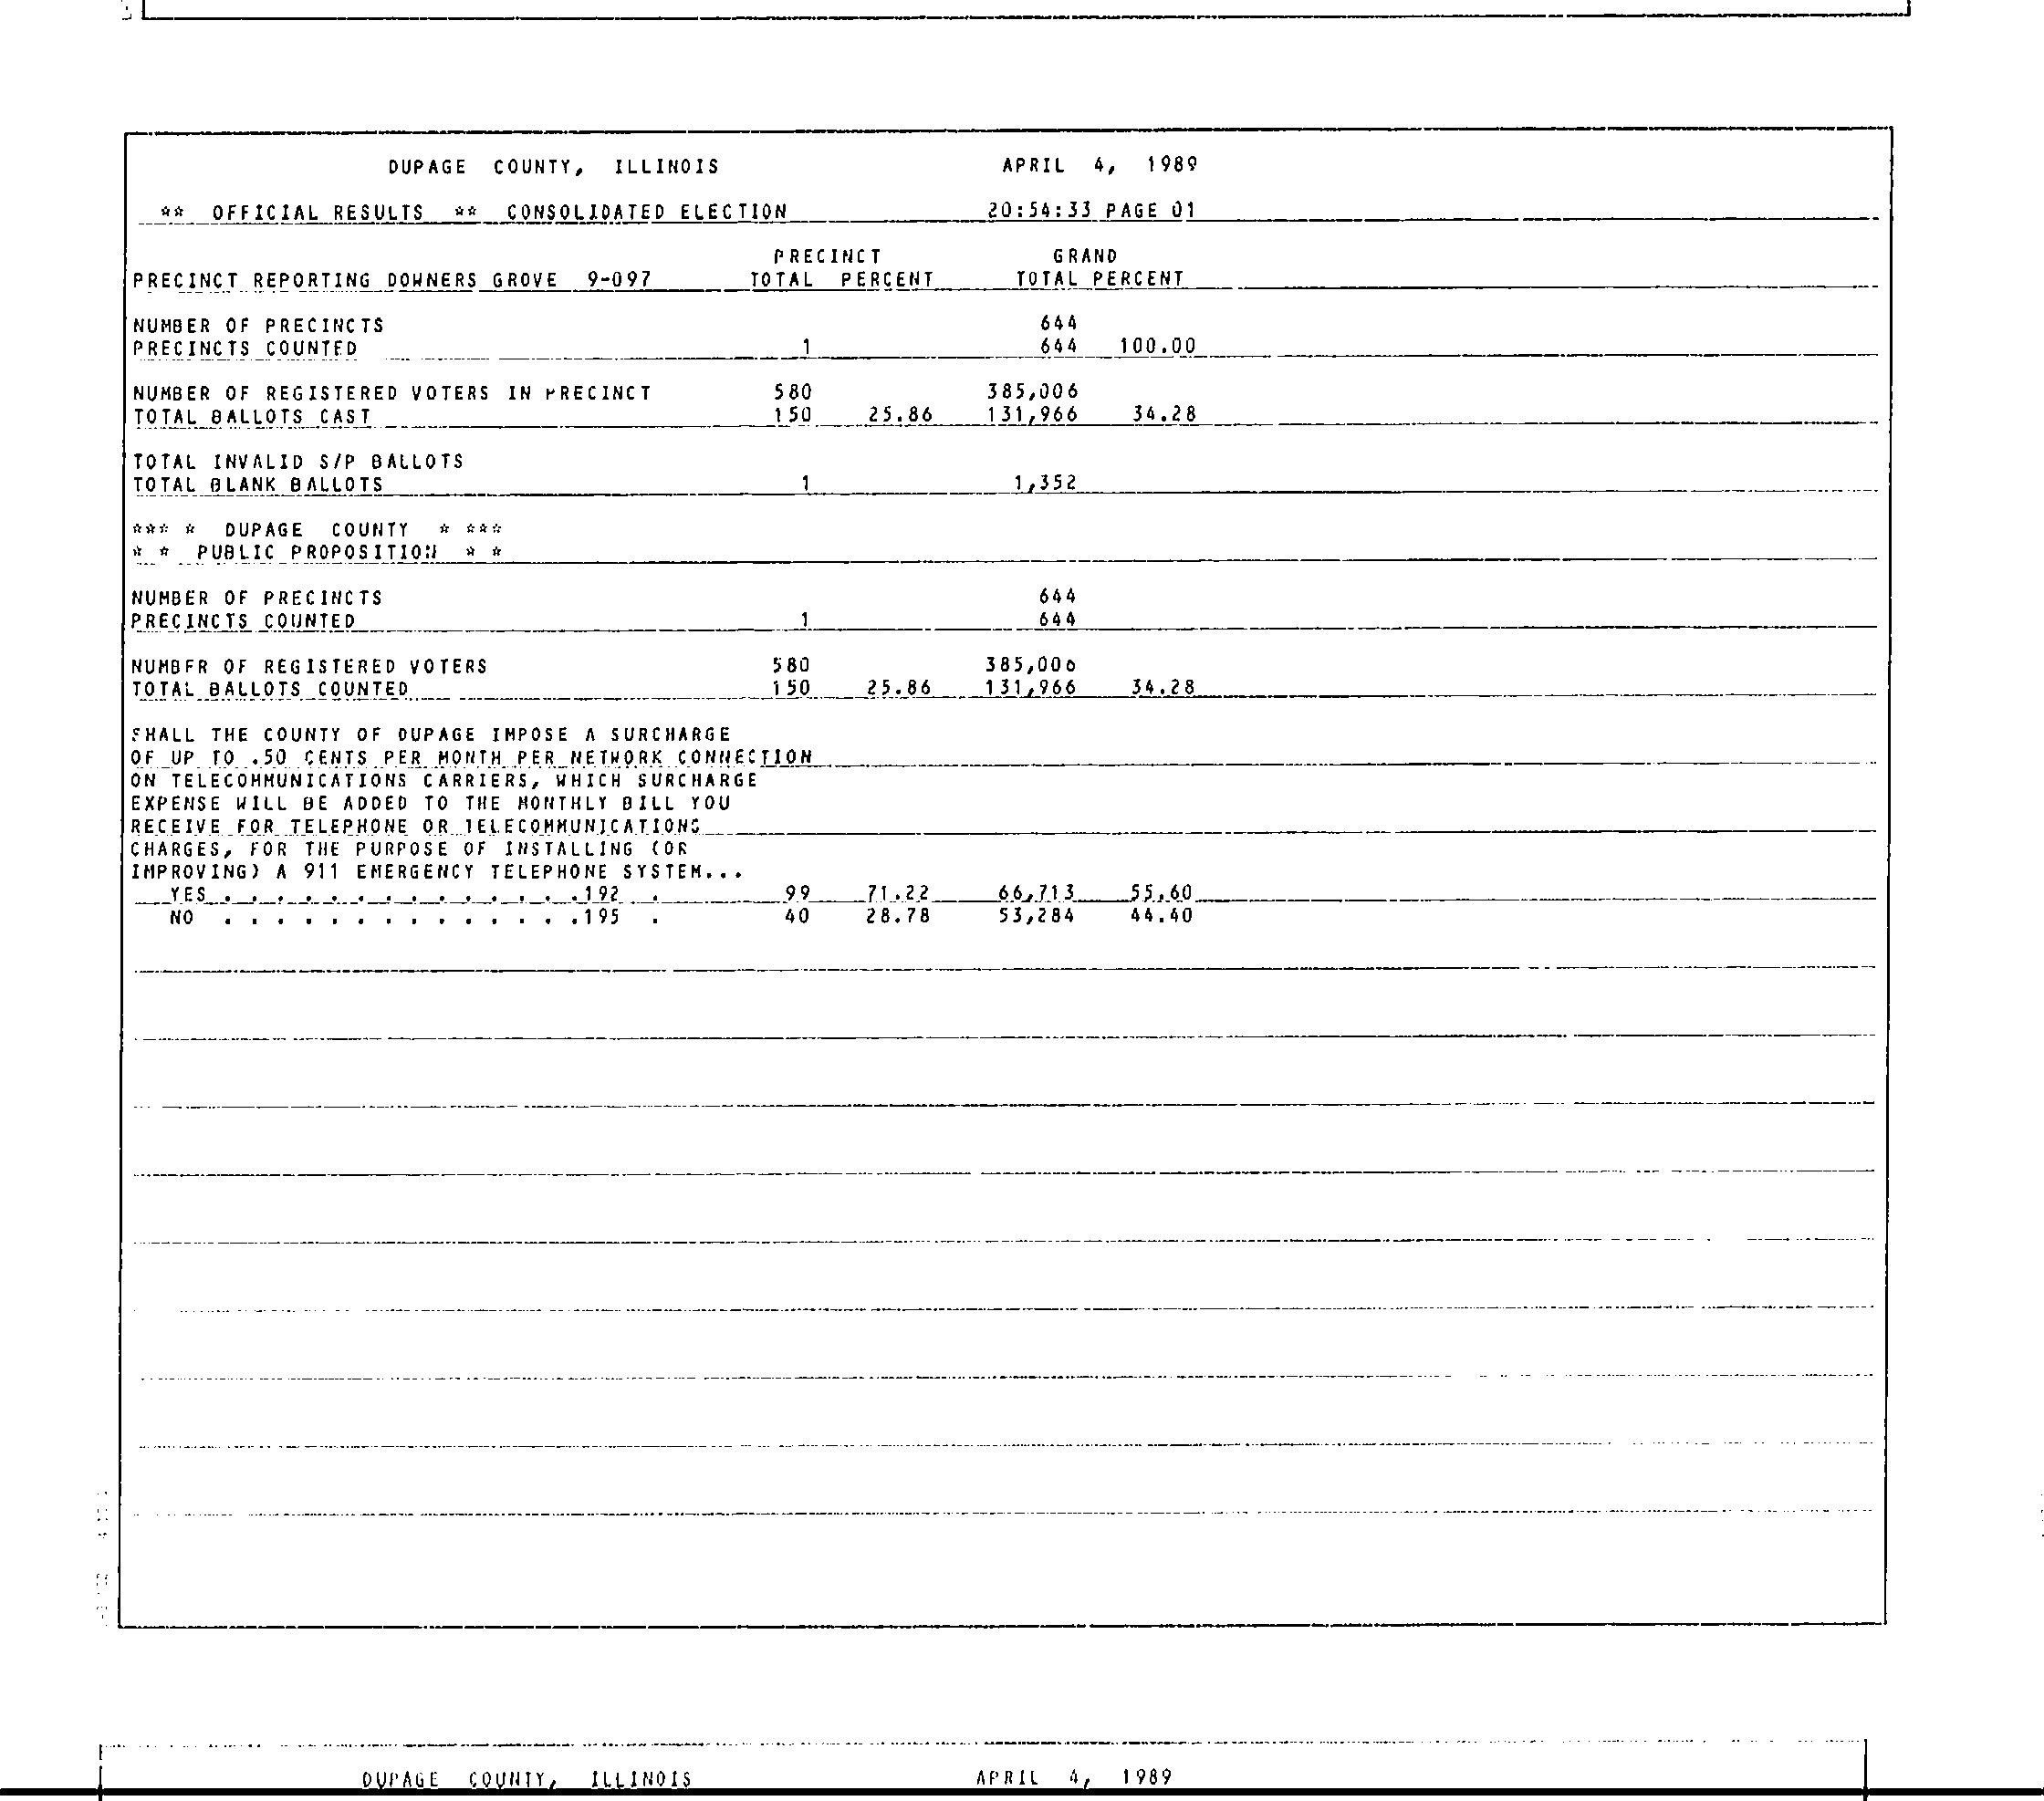 DUPAGE COUNTY, ILLINOIS APRIL 4, 1989
** OFFICIAL RESULTS ** CONSOLIDATED ELECTION 20:54:33 PAGE 01
PRECINCT GRAND
PRECINCT REPORTING DOWNERS GROVE 9-097 TOTAL PERCENT TOTAL PERCENT
NUMBER OF PRECINCTS 644
PRECINCTS COUNTED 1 644 100.00
NUMBER OF REGISTERED VOTERS IN PRECINCT 580 385,006
TOTAL BALLOTS CAST 150 25.86 131,966 34.28
TOTAL INVALID S/P BALLOTS
TOTAL BLANK BALLOTS 1 1,352
*** * DUPAGE COUNTY * ***
* * PUBLIC PROPOSITION * *
NUMBER OF PRECINCTS 644
PRECINCTS COUNTED 1 644
NUMBER OF REGISTERED VOTERS 580 385,006
TOTAL BALLOTS COUNTED 150 25.86 131,966 34.28
SHALL THE COUNTY OF DUPAGE IMPOSE A SURCHARGE
OF UP TO .50 CENTS PER MONTH PER NETWORK CONNECTION
ON TELECOMMUNICATIONS CARRIERS, WHICH SURCHARGE
EXPENSE WILL BE ADDED TO THE MONTHLY BILL YOU
RECEIVE FOR TELEPHONE OR TELECOMMUNICATIONS
CHARGES, FOR THE PURPOSE OF INSTALLING (OR
IMPROVING) A 911 EMERGENCY TELEPHONE SYSTEM...
YES . . . . . . . . . . . . . .192 . 99 71.22 66,713 55.60
NO . . . . . . . . . . . . . .195 . 40 28.78 53,284 44.40
DUPAGE COUNTY, ILLINOIS APRIL 4, 1989